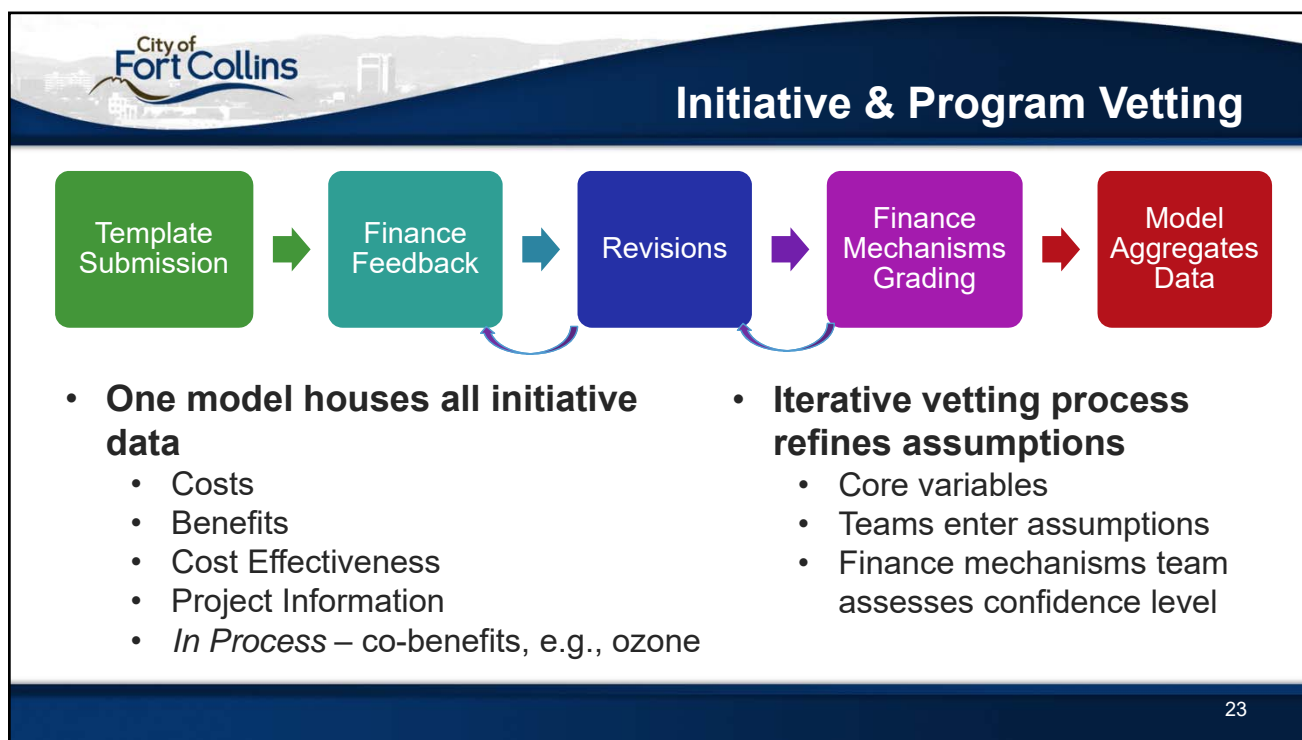 City of
Fort Collins
Initiative & Program Vetting
Template
Submission
Finance
Feedback
Revisions
Finance
Mechanisms
Grading
Model
Aggregates
Data
• One model houses all initiative
data
• Costs
• Benefits
• Cost Effectiveness
• Project Information
• In Process – co-benefits, e.g., ozone
• Iterative vetting process
refines assumptions
• Core variables
• Teams enter assumptions
• Finance mechanisms team
assesses confidence level
23